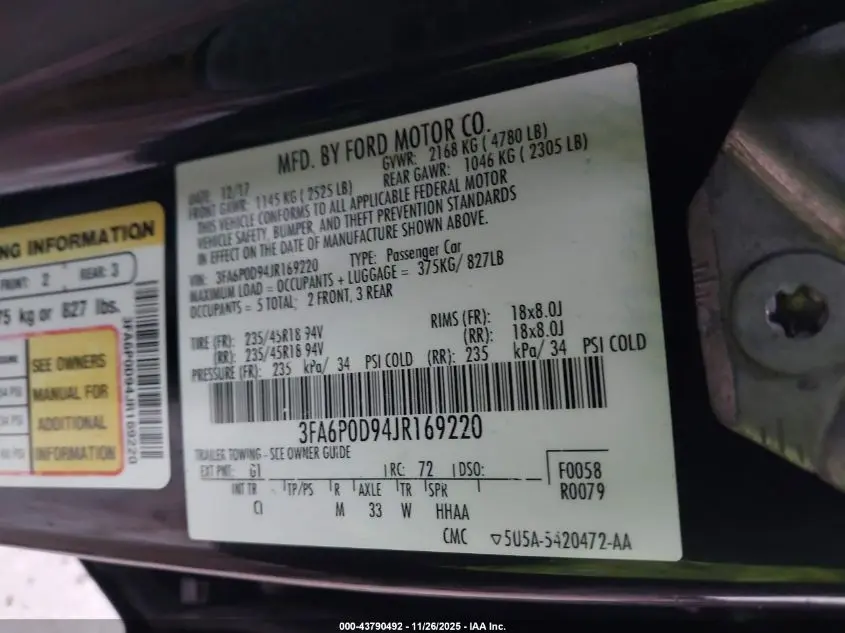 MFD. BY FORD MOTOR CO.
DATE: 12/17
GVWR: 2168 KG ( 4780 LB)
FRONT GAWR: 1145 KG ( 2525 LB)
REAR GAWR: 1046 KG ( 2305 LB)
THIS VEHICLE CONFORMS TO ALL APPLICABLE FEDERAL MOTOR
VEHICLE SAFETY, BUMPER, AND THEFT PREVENTION STANDARDS
IN EFFECT ON THE DATE OF MANUFACTURE SHOWN ABOVE.
VIN: 3FA6P0D94JR169220 TYPE: Passenger Car
MAXIMUM LOAD = OCCUPANTS + LUGGAGE = 375KG/ 827LB
OCCUPANTS = 5 TOTAL; 2 FRONT, 3 REAR
TIRE (FR): 235/45R18 94V RIMS (FR): 18x8.0J
(RR): 235/45R18 94V (RR): 18x8.0J
PRESSURE (FR): 235 kPa/ 34 PSI COLD (RR): 235 kPa/ 34 PSI COLD
3FA6P0D94JR169220
TRAILER TOWING - SEE OWNER GUIDE
EXT PNT: G1 RC: 72 DSO: F0058
R0079
INT TR TP/PS R AXLE TR SPR
CI M 33 W HHAA
CMC 5U5A-5420472-AA
NG INFORMATION
FRONT: 2 REAR: 3
75 kg or 827 lbs.
SEE OWNERS
MANUAL FOR
ADDITIONAL
INFORMATION
3FA6P0D94JR169220
000-43790492 - 11/26/2025 - IAA Inc.